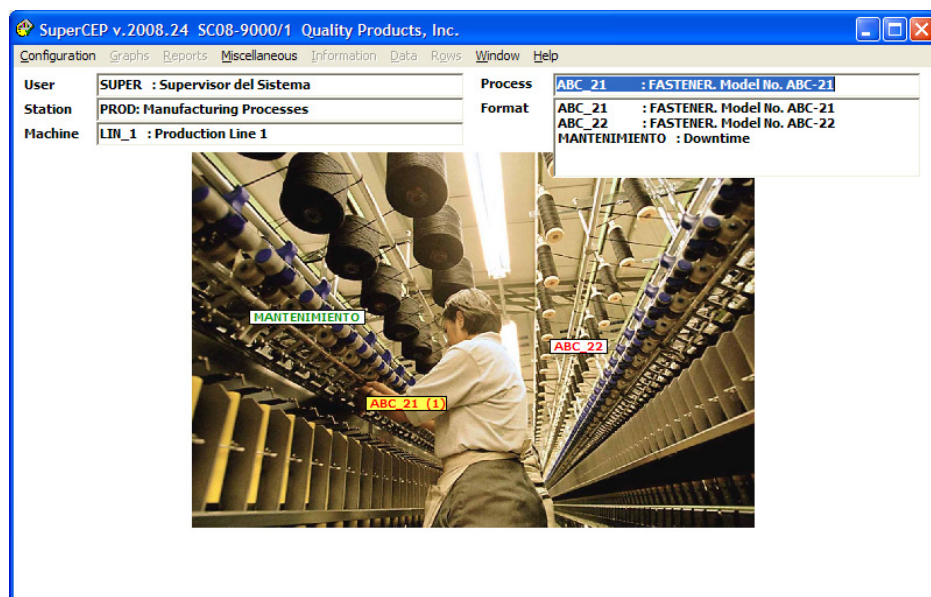 SuperCEP v.2008.24 SC08-9000/1 Quality Products, Inc.
Configuration Graphs Reports Miscellaneous Information Data Rows Window Help
User SUPER : Supervisor del Sistema
Station PROD: Manufacturing Processes
Machine LIN_1 : Production Line 1
Process ABC_21 : FASTENER. Model No. ABC-21
Format
ABC_21 : FASTENER. Model No. ABC-21
ABC_22 : FASTENER. Model No. ABC-22
MANTENIMIENTO : Downtime
MANTENIMIENTO
ABC_22
ABC_21 (1)